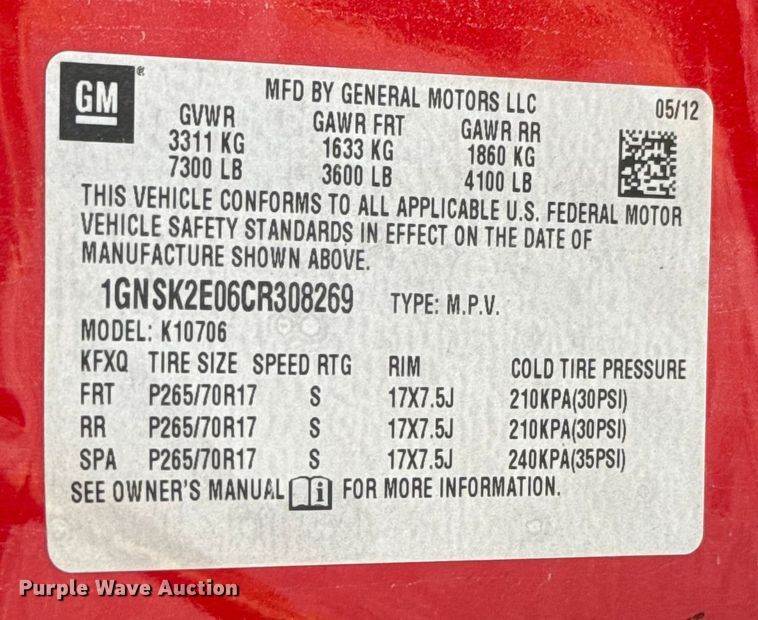 GM ®
MFD BY GENERAL MOTORS LLC 05/12
GVWR GAWR FRT GAWR RR
3311 KG 1633 KG 1860 KG
7300 LB 3600 LB 4100 LB
THIS VEHICLE CONFORMS TO ALL APPLICABLE U.S. FEDERAL MOTOR
VEHICLE SAFETY STANDARDS IN EFFECT ON THE DATE OF
MANUFACTURE SHOWN ABOVE.
1GNSK2E06CR308269 TYPE: M.P.V.
MODEL: K10706
KFXQ TIRE SIZE SPEED RTG RIM COLD TIRE PRESSURE
FRT P265/70R17 S 17X7.5J 210KPA(30PSI)
RR P265/70R17 S 17X7.5J 210KPA(30PSI)
SPA P265/70R17 S 17X7.5J 240KPA(35PSI)
SEE OWNER'S MANUAL i FOR MORE INFORMATION.
Purple Wave Auction